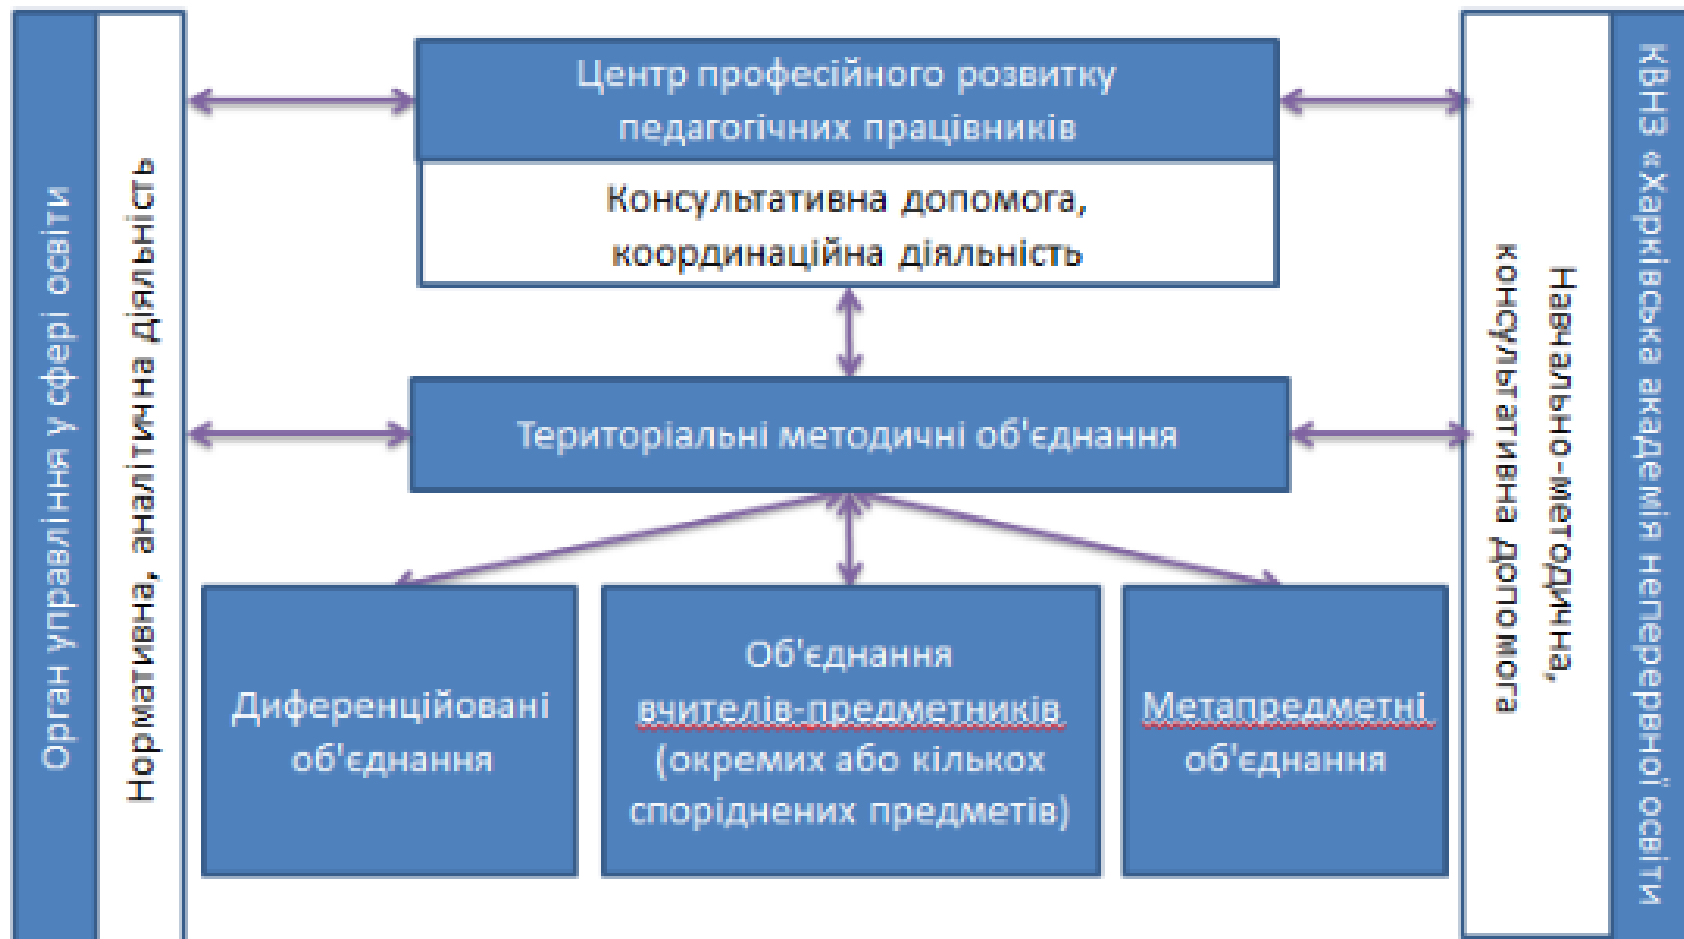 Орган управління у сфері освіти
Нормативна, аналітична діяльність
Центр професійного розвитку
педагогічних працівників
Консультативна допомога,
координаційна діяльність
Територіальні методичні об'єднання
Диференційовані
об'єднання
Об'єднання
вчителів-предметників
(окремих або кількох
споріднених предметів)
Метапредметні
об'єднання
Навчально-методична,
консультативна допомога
КВНЗ «Харківська академія неперервної освіти